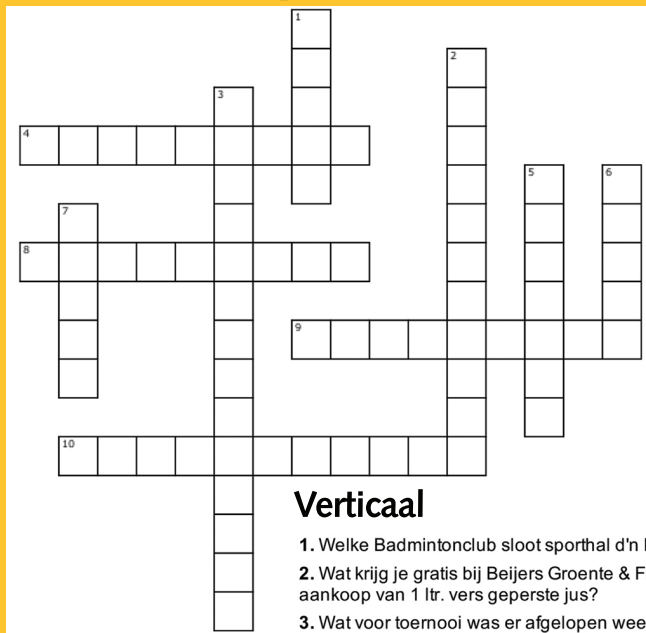 1
2
3
4
5
6
7
8
9
10
Verticaal
1. Welke Badmintonclub sloot sporthal d'n
2. Wat krijg je gratis bij Beijers Groente &
aankoop van 1 ltr. vers geperste jus?
3. Wat voor toernooi was er afgelopen